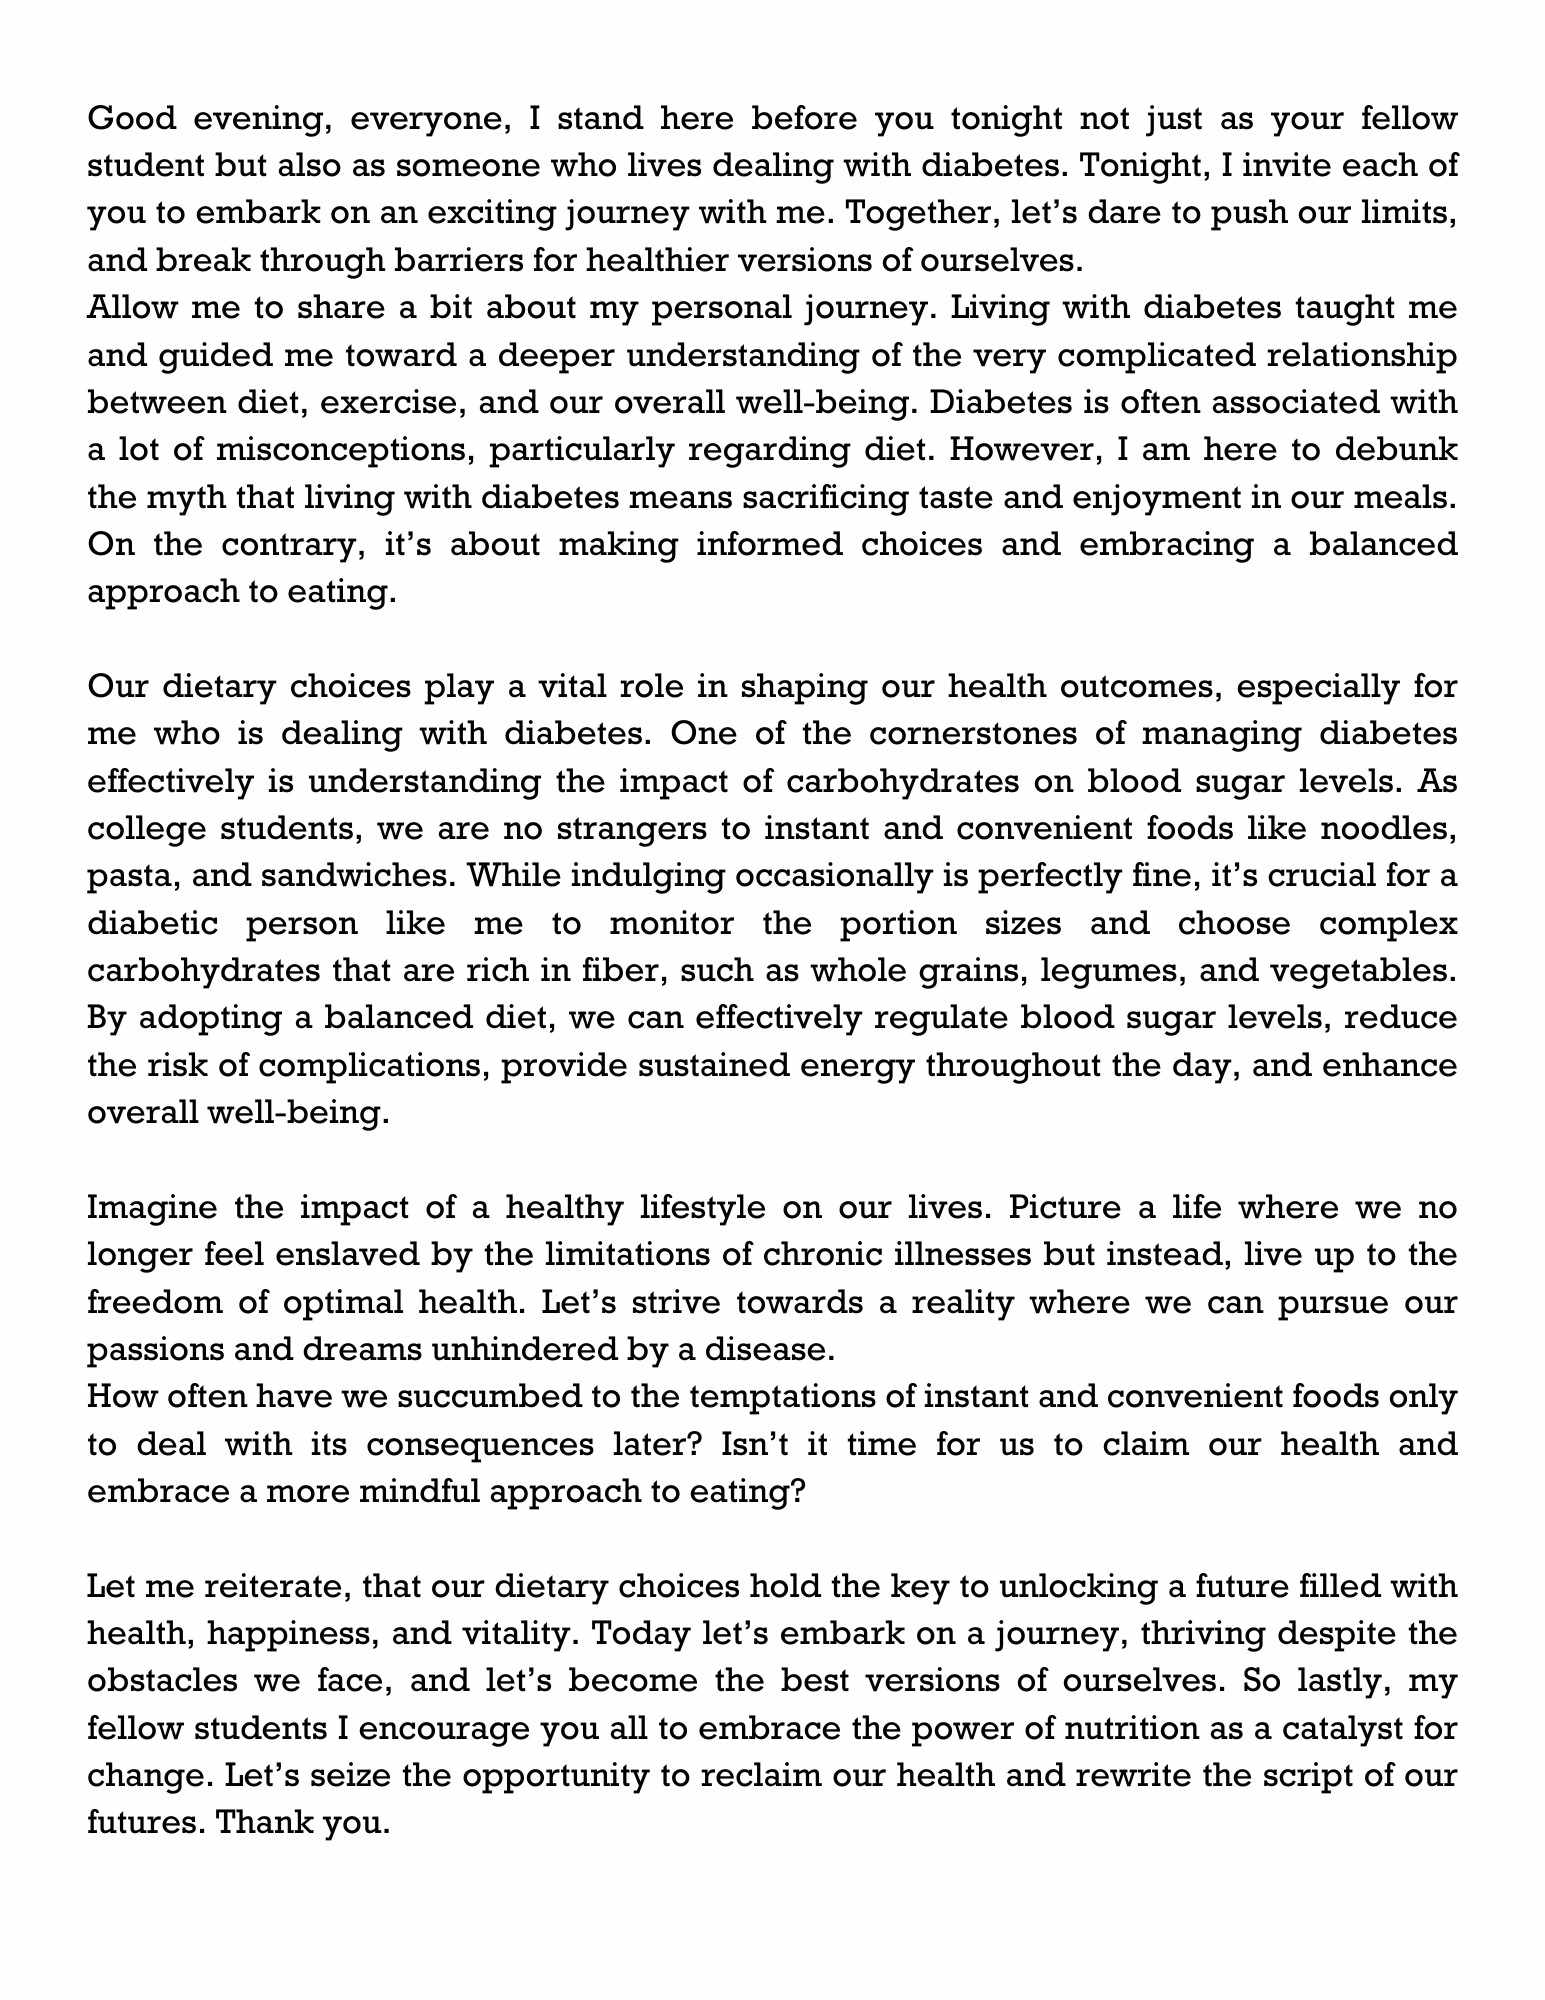 Good evening, everyone, I stand here before you tonight not just as your fellow
student but also as someone who lives dealing with diabetes. Tonight, I invite each of
you to embark on an exciting journey with me. Together, let’s dare to push our limits,
and break through barriers for healthier versions of ourselves.
Allow me to share a bit about my personal journey. Living with diabetes taught me
and guided me toward a deeper understanding of the very complicated relationship
between diet, exercise, and our overall well-being. Diabetes is often associated with
a lot of misconceptions, particularly regarding diet. However, I am here to debunk
the myth that living with diabetes means sacrificing taste and enjoyment in our meals.
On the contrary, it’s about making informed choices and embracing a balanced
approach to eating.

Our dietary choices play a vital role in shaping our health outcomes, especially for
me who is dealing with diabetes. One of the cornerstones of managing diabetes
effectively is understanding the impact of carbohydrates on blood sugar levels. As
college students, we are no strangers to instant and convenient foods like noodles,
pasta, and sandwiches. While indulging occasionally is perfectly fine, it’s crucial for a
diabetic person like me to monitor the portion sizes and choose complex
carbohydrates that are rich in fiber, such as whole grains, legumes, and vegetables.
By adopting a balanced diet, we can effectively regulate blood sugar levels, reduce
the risk of complications, provide sustained energy throughout the day, and enhance
overall well-being.

Imagine the impact of a healthy lifestyle on our lives. Picture a life where we no
longer feel enslaved by the limitations of chronic illnesses but instead, live up to the
freedom of optimal health. Let’s strive towards a reality where we can pursue our
passions and dreams unhindered by a disease.
How often have we succumbed to the temptations of instant and convenient foods only
to deal with its consequences later? Isn’t it time for us to claim our health and
embrace a more mindful approach to eating?

Let me reiterate, that our dietary choices hold the key to unlocking a future filled with
health, happiness, and vitality. Today let’s embark on a journey, thriving despite the
obstacles we face, and let’s become the best versions of ourselves. So lastly, my
fellow students I encourage you all to embrace the power of nutrition as a catalyst for
change. Let’s seize the opportunity to reclaim our health and rewrite the script of our
futures. Thank you.